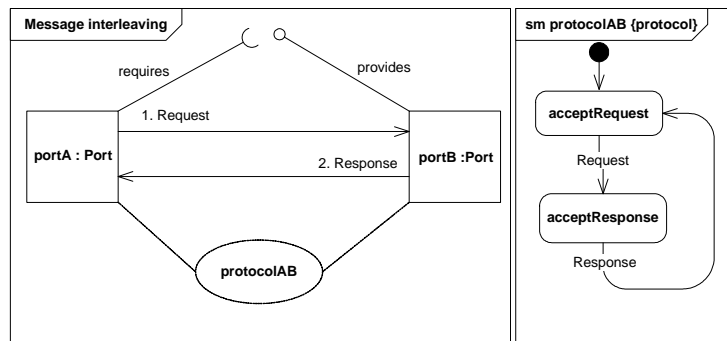 Message interleaving
requires
provides
1. Request
portA : Port
portB :Port
2. Response
protocolAB
sm protocolAB {protocol}
acceptRequest
Request
acceptResponse
Response